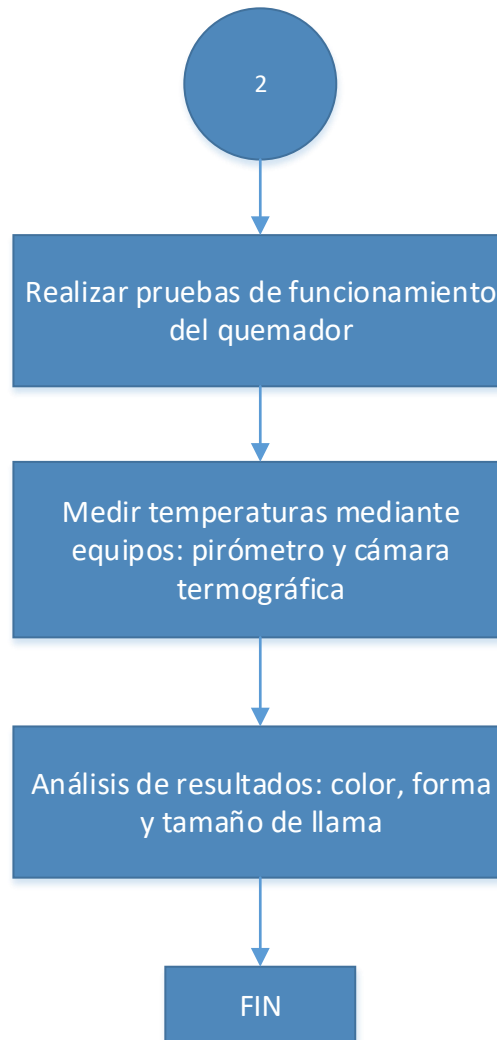 2
Realizar pruebas de funcionamiento
del quemador
Medir temperaturas mediante
equipos: pirómetro y cámara
termográfica
Análisis de resultados: color, forma
y tamaño de llama
FIN